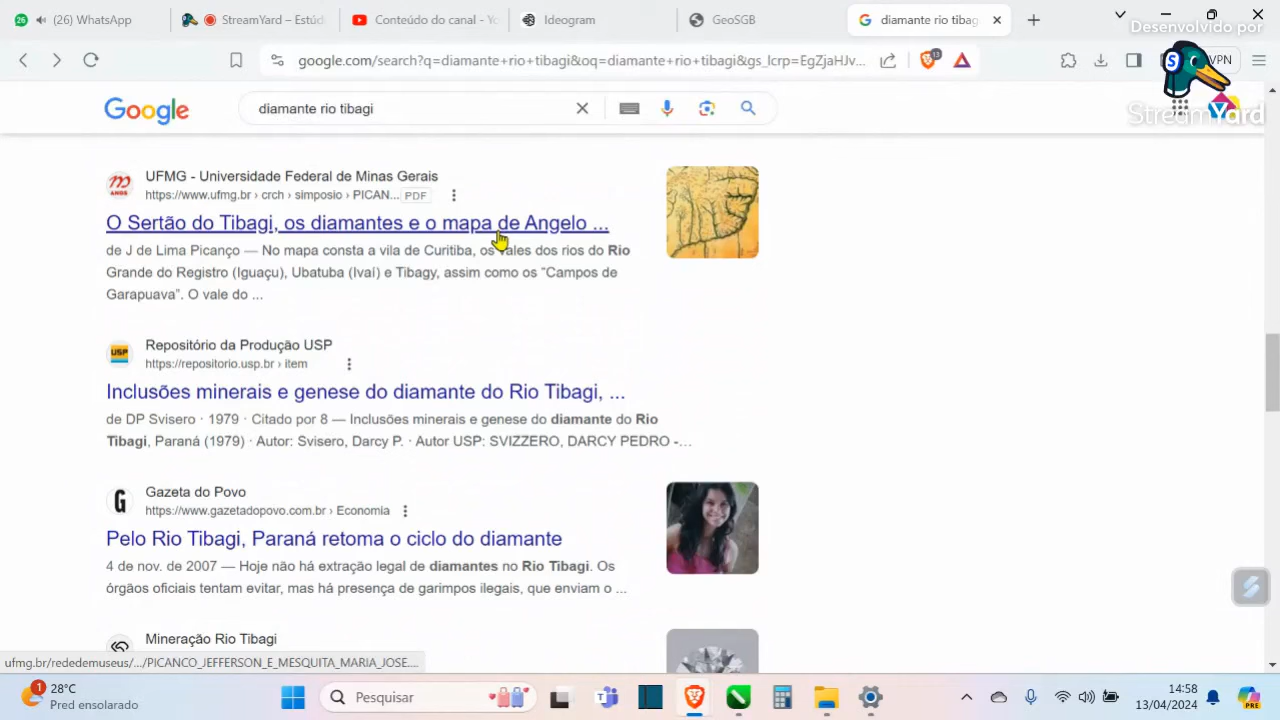 (26) WhatsApp
StreamYard – Estúdi
Conteúdo do canal - Yo
Ideogram
GeoSGB
diamante rio tibag
Desenvolvido por
google.com/search?q=diamante+rio+tibagi&oq=diamante+rio+tibagi&gs_lcrp=EgZjaHJv...
13
VPN
StreamYard
Google
diamante rio tibagi
UFMG - Universidade Federal de Minas Gerais
https://www.ufmg.br › crch › simposio › PICAN... PDF
O Sertão do Tibagi, os diamantes e o mapa de Angelo ...
de J de Lima Picanço — No mapa consta a vila de Curitiba, os vales dos rios do Rio
Grande do Registro (Iguaçu), Ubatuba (Ivaí) e Tibagy, assim como os “Campos de
Garapuava”. O vale do ...
USP
Repositório da Produção USP
https://repositorio.usp.br › item
Inclusões minerais e genese do diamante do Rio Tibagi, ...
de DP Svisero · 1979 · Citado por 8 — Inclusões minerais e genese do diamante do Rio
Tibagi, Paraná (1979) · Autor: Svisero, Darcy P. · Autor USP: SVIZZERO, DARCY PEDRO -...
G
Gazeta do Povo
https://www.gazetadopovo.com.br › Economia
Pelo Rio Tibagi, Paraná retoma o ciclo do diamante
4 de nov. de 2007 — Hoje não há extração legal de diamantes no Rio Tibagi. Os
órgãos oficiais tentam evitar, mas há presença de garimpos ilegais, que enviam o ...
Mineração Rio Tibagi
ufmg.br/rededemuseus/.../PICANCO_JEFFERSON_E_MESQUITA_MARIA_JOSE....
1
28°C
Pred ensolarado
Pesquisar
14:58
13/04/2024
PRE